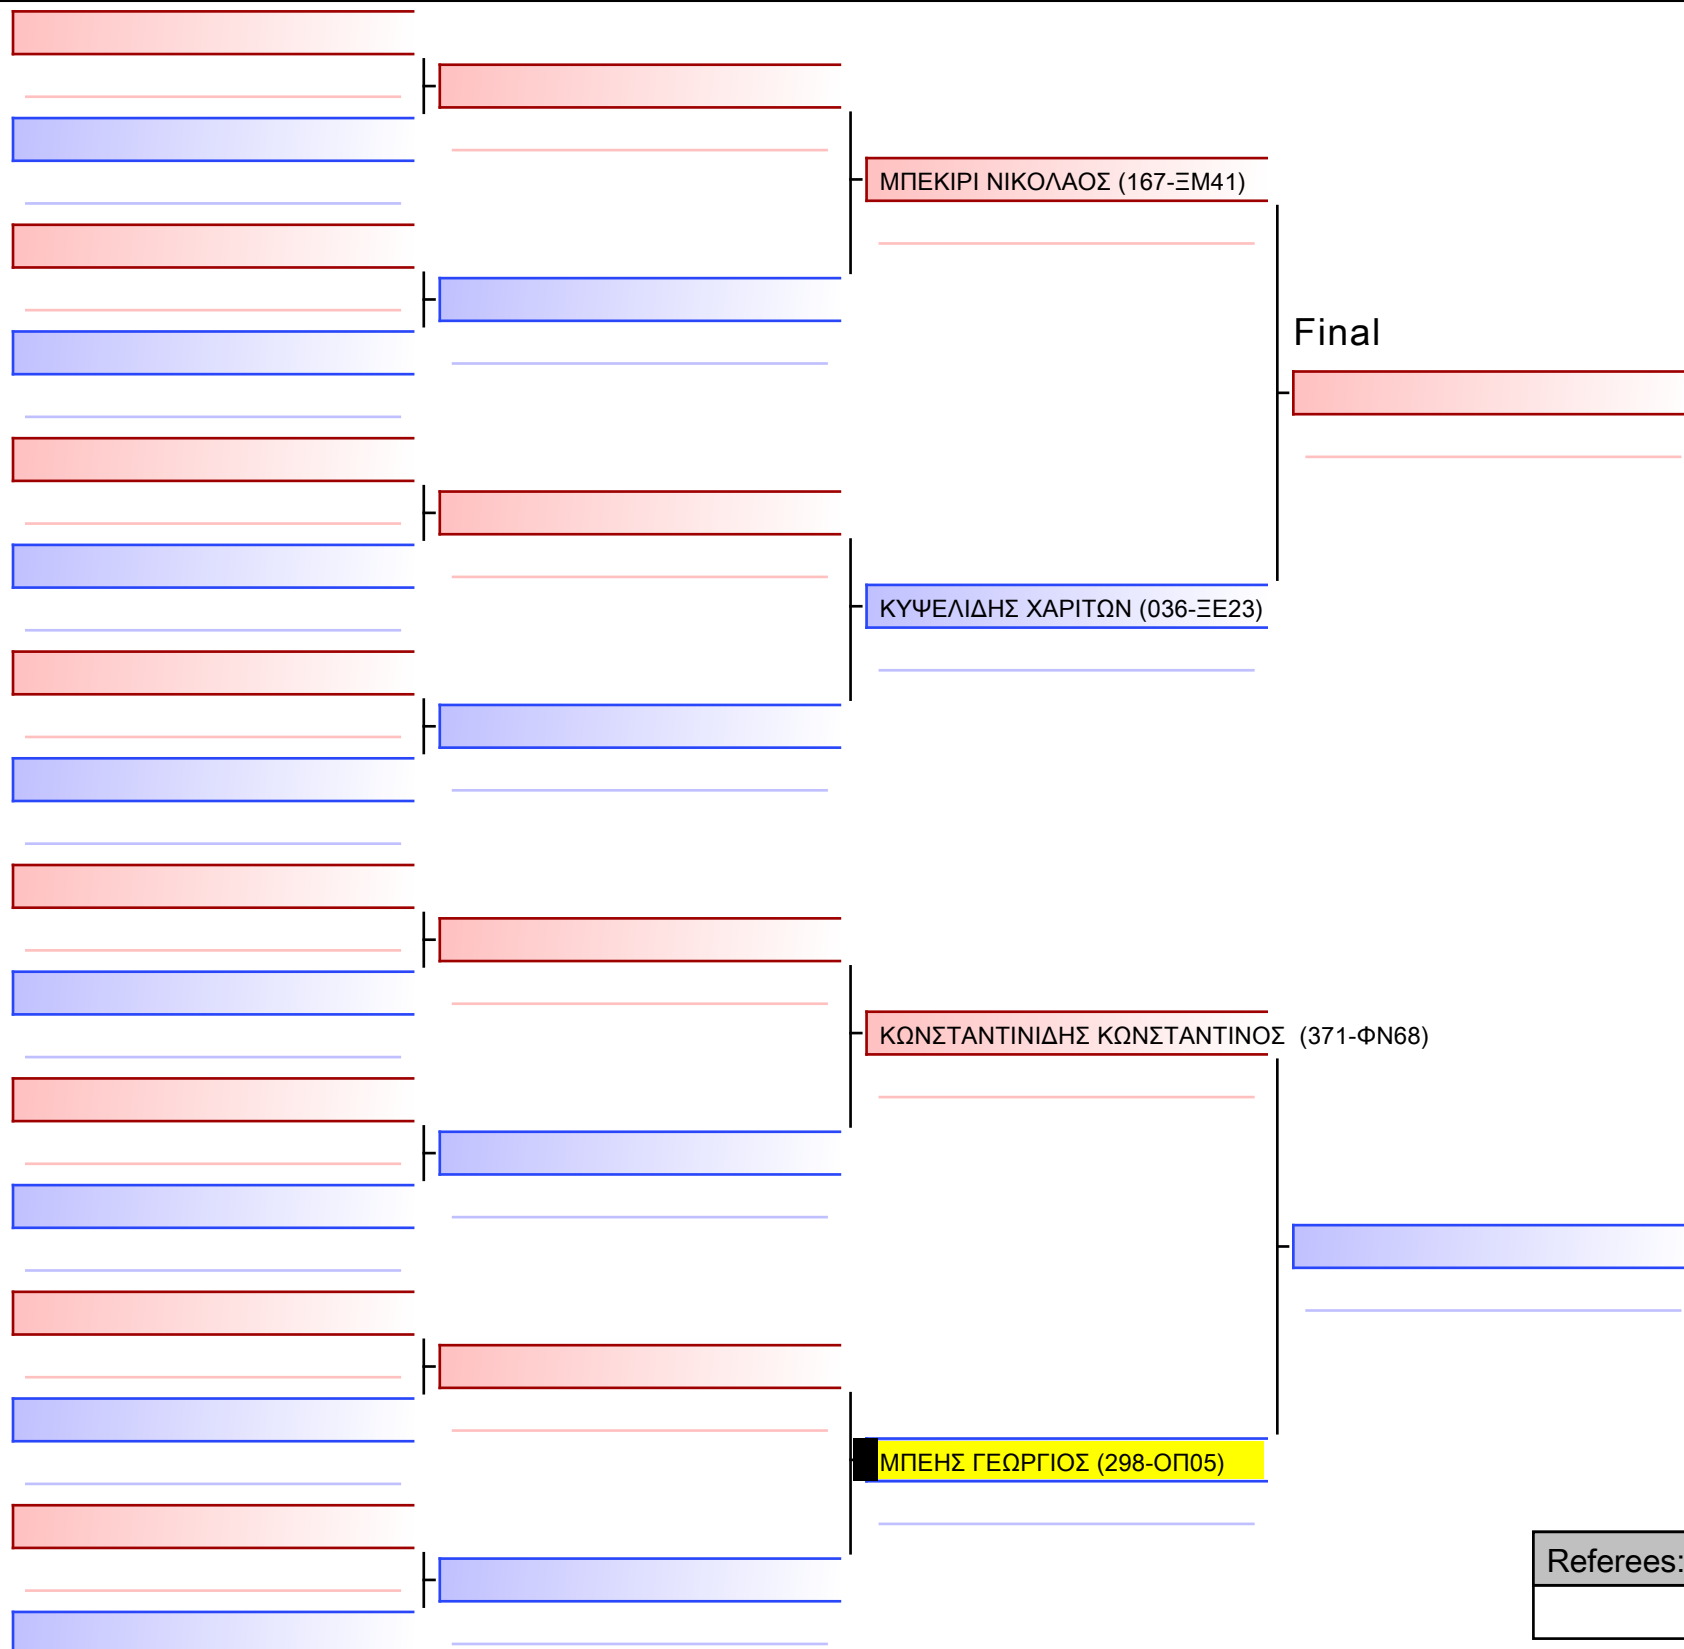 ΜΠΕΚΙΡΙ ΝΙΚΟΛΑΟΣ (167-ΞΜ41)
Final
ΚΥΨΕΛΙΔΗΣ ΧΑΡΙΤΩΝ (036-ΞΕ23)
ΚΩΝΣΤΑΝΤΙΝΙΔΗΣ ΚΩΝΣΤΑΝΤΙΝΟΣ (371-ΦΝ68)
ΜΠΕΗΣ ΓΕΩΡΓΙΟΣ (298-ΟΠ05)
Referees: